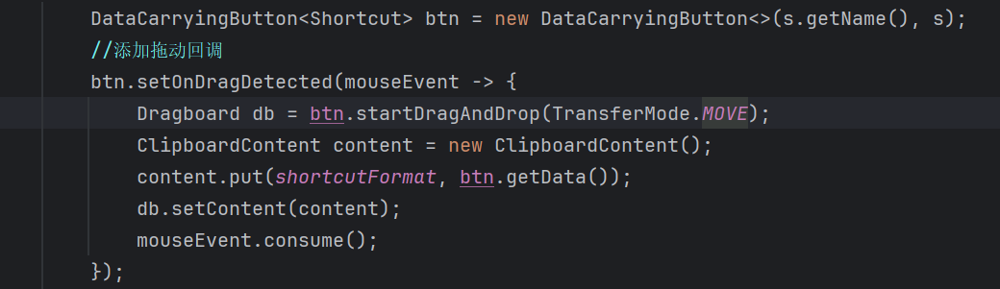 DataCarryingButton<Shortcut> btn = new DataCarryingButton<>(s.getName(), s);
//添加拖动回调
btn.setOnDragDetected(mouseEvent -> {
Dragboard db = btn.startDragAndDrop(TransferMode.MOVE);
ClipboardContent content = new ClipboardContent();
content.put(shortcutFormat, btn.getData());
db.setContent(content);
mouseEvent.consume();
});